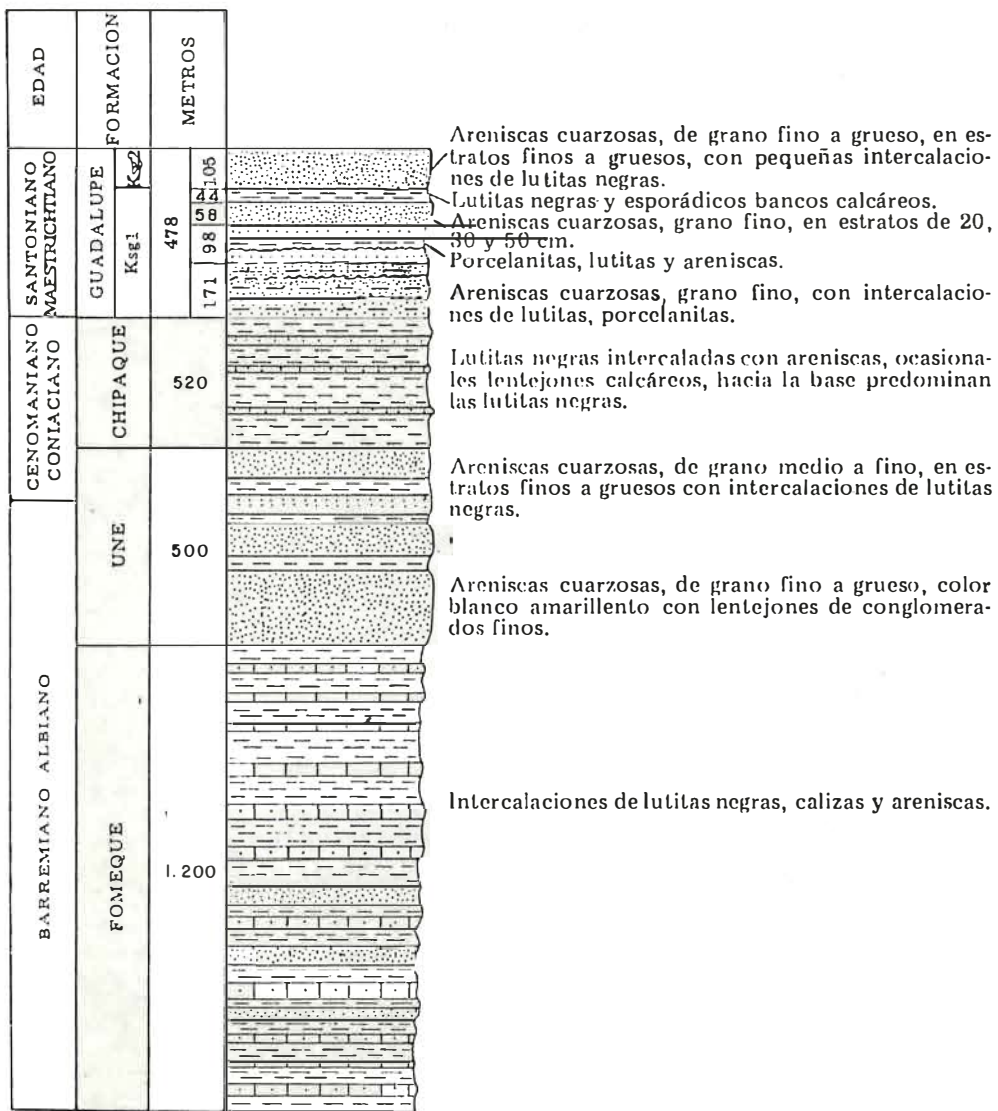 EDAD
FORMACION
METROS
SANTONIANO
MAESTRICHTIANO
GUADALUPE
Ksg2
Ksg1
478
105
44
58
98
171
Areniscas cuarzosas, de grano fino a grueso, en es-
tratos finos a gruesos, con pequeñas intercalacio-
nes de lutitas negras.
Lutitas negras y esporádicos bancos calcáreos.
Areniscas cuarzosas, grano fino, en estratos de 20,
30 y 50 cm.
Porcelanitas, lutitas y areniscas.
Areniscas cuarzosas, grano fino, con intercalacio-
nes de lutitas, porcelanitas.
CENOMANIANO
CONIACIANO
CHIPAQUE
520
Lutitas negras intercaladas con areniscas, ocasiona-
les lentejones calcáreos, hacia la base predominan
las lutitas negras.
UNE
500
Areniscas cuarzosas, de grano medio a fino, en es-
tratos finos a gruesos con intercalaciones de lutitas
negras.
Areniscas cuarzosas, de grano fino a grueso, color
blanco amarillento con lentejones de conglomera-
dos finos.
BARREMIANO ALBIANO
FOMEQUE
1.200
Intercalaciones de lutitas negras, calizas y areniscas.